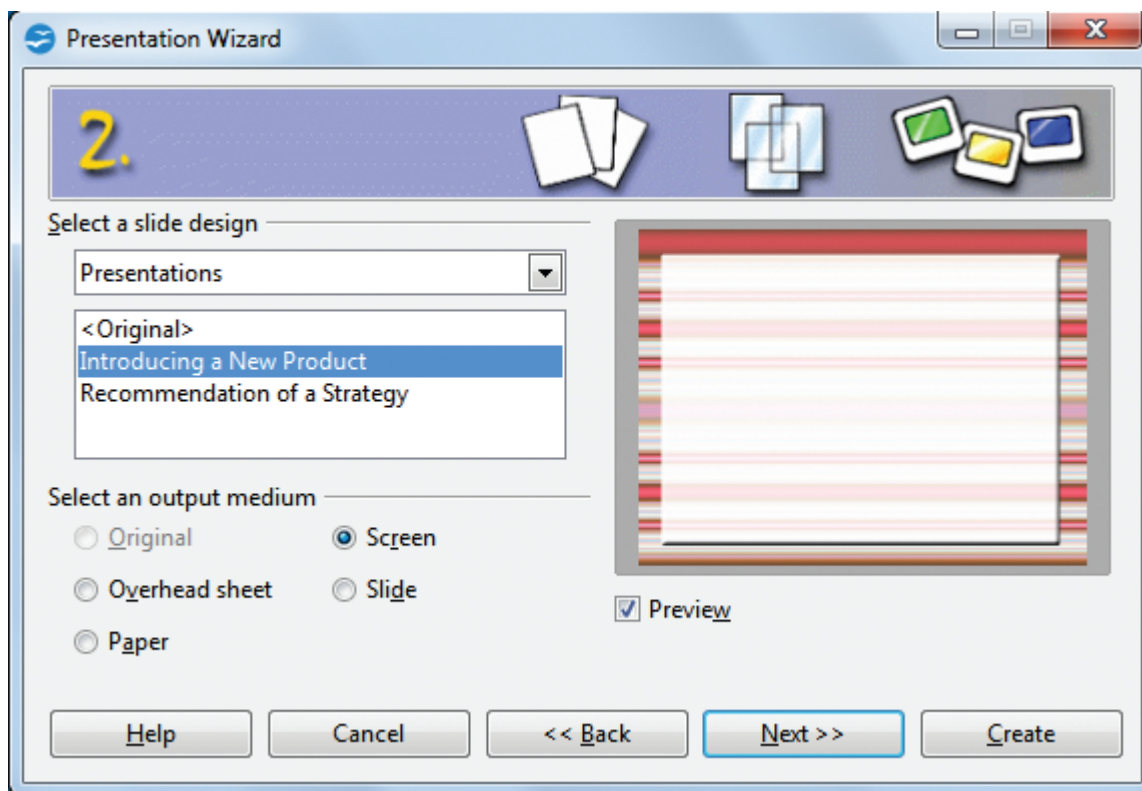 Presentation Wizard
2.
Select a slide design
Presentations
<Original>
Introducing a New Product
Recommendation of a Strategy
Select an output medium
Original
Screen
Overhead sheet
Slide
Paper
Preview
Help
Cancel
<< Back
Next >>
Create